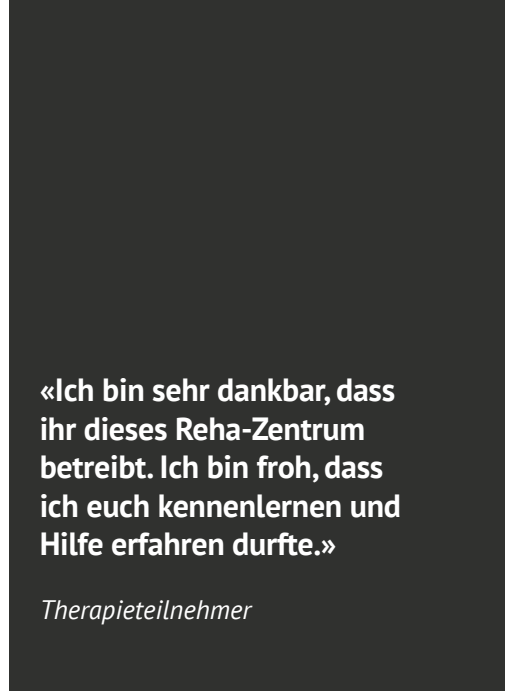 «Ich bin sehr dankbar, dass
ihr dieses Reha-Zentrum
betreibt. Ich bin froh, dass
ich euch kennenlernen und
Hilfe erfahren durfte.»
Therapieteilnehmer